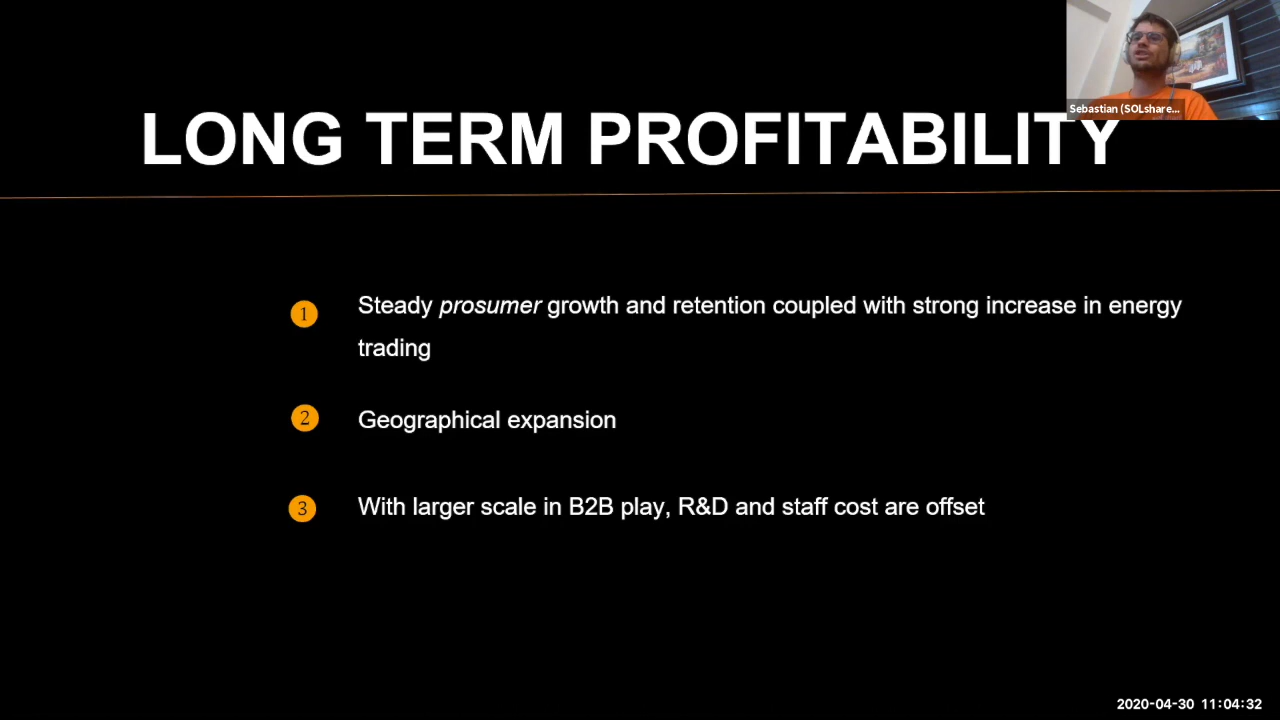 Sebastian (SOLshare...
LONG TERM PROFITABILITY
1 Steady prosumer growth and retention coupled with strong increase in energy
trading
2 Geographical expansion
3 With larger scale in B2B play, R&D and staff cost are offset
2020-04-30 11:04:32